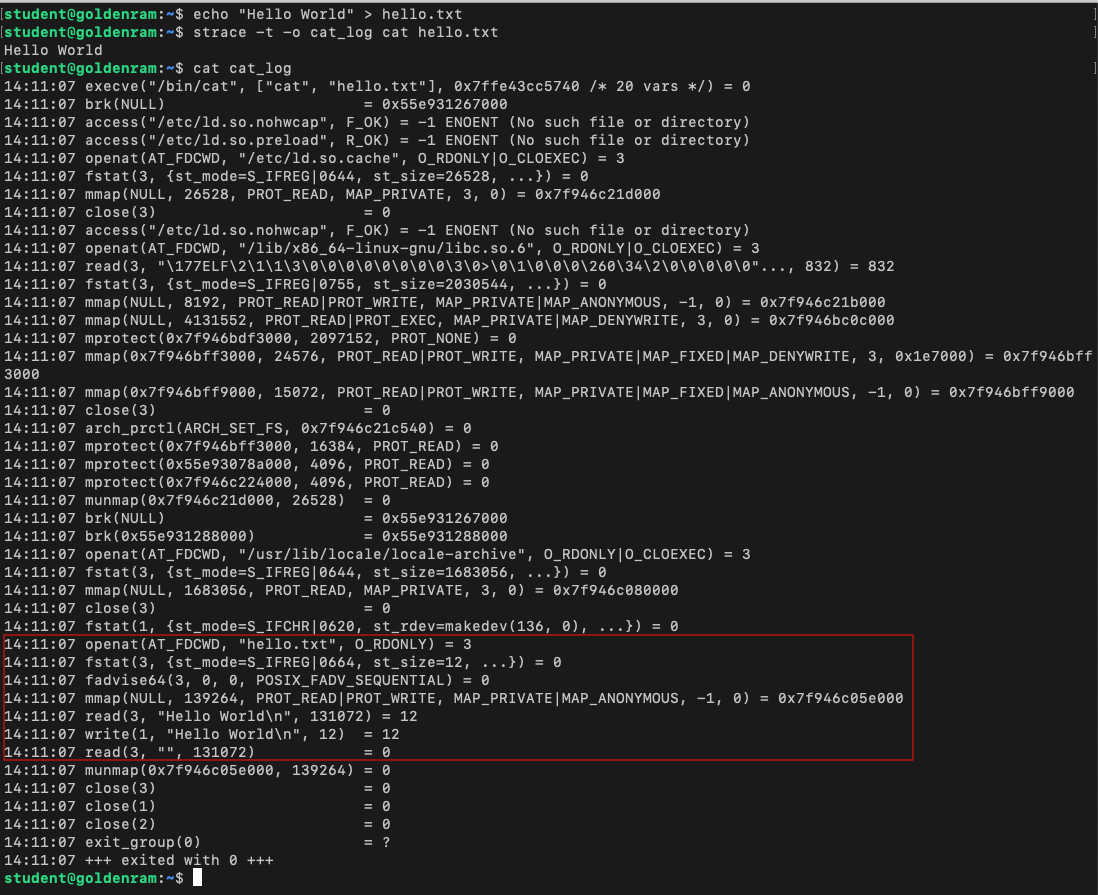 [student@goldenram:~$ echo "Hello World" > hello.txt ]
[student@goldenram:~$ strace -t -o cat_log cat hello.txt ]
Hello World
[student@goldenram:~$ cat cat_log ]
14:11:07 execve("/bin/cat", ["cat", "hello.txt"], 0x7ffe43cc5740 /* 20 vars */) = 0
14:11:07 brk(NULL)                       = 0x55e931267000
14:11:07 access("/etc/ld.so.nohwcap", F_OK) = -1 ENOENT (No such file or directory)
14:11:07 access("/etc/ld.so.preload", R_OK) = -1 ENOENT (No such file or directory)
14:11:07 openat(AT_FDCWD, "/etc/ld.so.cache", O_RDONLY|O_CLOEXEC) = 3
14:11:07 fstat(3, {st_mode=S_IFREG|0644, st_size=26528, ...}) = 0
14:11:07 mmap(NULL, 26528, PROT_READ, MAP_PRIVATE, 3, 0) = 0x7f946c21d000
14:11:07 close(3)                        = 0
14:11:07 access("/etc/ld.so.nohwcap", F_OK) = -1 ENOENT (No such file or directory)
14:11:07 openat(AT_FDCWD, "/lib/x86_64-linux-gnu/libc.so.6", O_RDONLY|O_CLOEXEC) = 3
14:11:07 read(3, "\177ELF\2\1\1\3\0\0\0\0\0\0\0\0\3\0>\0\1\0\0\0\260\34\2\0\0\0\0\0"..., 832) = 832
14:11:07 fstat(3, {st_mode=S_IFREG|0755, st_size=2030544, ...}) = 0
14:11:07 mmap(NULL, 8192, PROT_READ|PROT_WRITE, MAP_PRIVATE|MAP_ANONYMOUS, -1, 0) = 0x7f946c21b000
14:11:07 mmap(NULL, 4131552, PROT_READ|PROT_EXEC, MAP_PRIVATE|MAP_DENYWRITE, 3, 0) = 0x7f946bc0c000
14:11:07 mprotect(0x7f946bdf3000, 2097152, PROT_NONE) = 0
14:11:07 mmap(0x7f946bff3000, 24576, PROT_READ|PROT_WRITE, MAP_PRIVATE|MAP_FIXED|MAP_DENYWRITE, 3, 0x1e7000) = 0x7f946bff
3000
14:11:07 mmap(0x7f946bff9000, 15072, PROT_READ|PROT_WRITE, MAP_PRIVATE|MAP_FIXED|MAP_ANONYMOUS, -1, 0) = 0x7f946bff9000
14:11:07 close(3)                        = 0
14:11:07 arch_prctl(ARCH_SET_FS, 0x7f946c21c540) = 0
14:11:07 mprotect(0x7f946bff3000, 16384, PROT_READ) = 0
14:11:07 mprotect(0x55e93078a000, 4096, PROT_READ) = 0
14:11:07 mprotect(0x7f946c224000, 4096, PROT_READ) = 0
14:11:07 munmap(0x7f946c21d000, 26528)  = 0
14:11:07 brk(NULL)                       = 0x55e931267000
14:11:07 brk(0x55e931288000)             = 0x55e931288000
14:11:07 openat(AT_FDCWD, "/usr/lib/locale/locale-archive", O_RDONLY|O_CLOEXEC) = 3
14:11:07 fstat(3, {st_mode=S_IFREG|0644, st_size=1683056, ...}) = 0
14:11:07 mmap(NULL, 1683056, PROT_READ, MAP_PRIVATE, 3, 0) = 0x7f946c080000
14:11:07 close(3)                        = 0
14:11:07 fstat(1, {st_mode=S_IFCHR|0620, st_rdev=makedev(136, 0), ...}) = 0
14:11:07 openat(AT_FDCWD, "hello.txt", O_RDONLY) = 3
14:11:07 fstat(3, {st_mode=S_IFREG|0664, st_size=12, ...}) = 0
14:11:07 fadvise64(3, 0, 0, POSIX_FADV_SEQUENTIAL) = 0
14:11:07 mmap(NULL, 139264, PROT_READ|PROT_WRITE, MAP_PRIVATE|MAP_ANONYMOUS, -1, 0) = 0x7f946c05e000
14:11:07 read(3, "Hello World\n", 131072) = 12
14:11:07 write(1, "Hello World\n", 12)  = 12
14:11:07 read(3, "", 131072)             = 0
14:11:07 munmap(0x7f946c05e000, 139264) = 0
14:11:07 close(3)                        = 0
14:11:07 close(1)                        = 0
14:11:07 close(2)                        = 0
14:11:07 exit_group(0)                   = ?
14:11:07 +++ exited with 0 +++
student@goldenram:~$